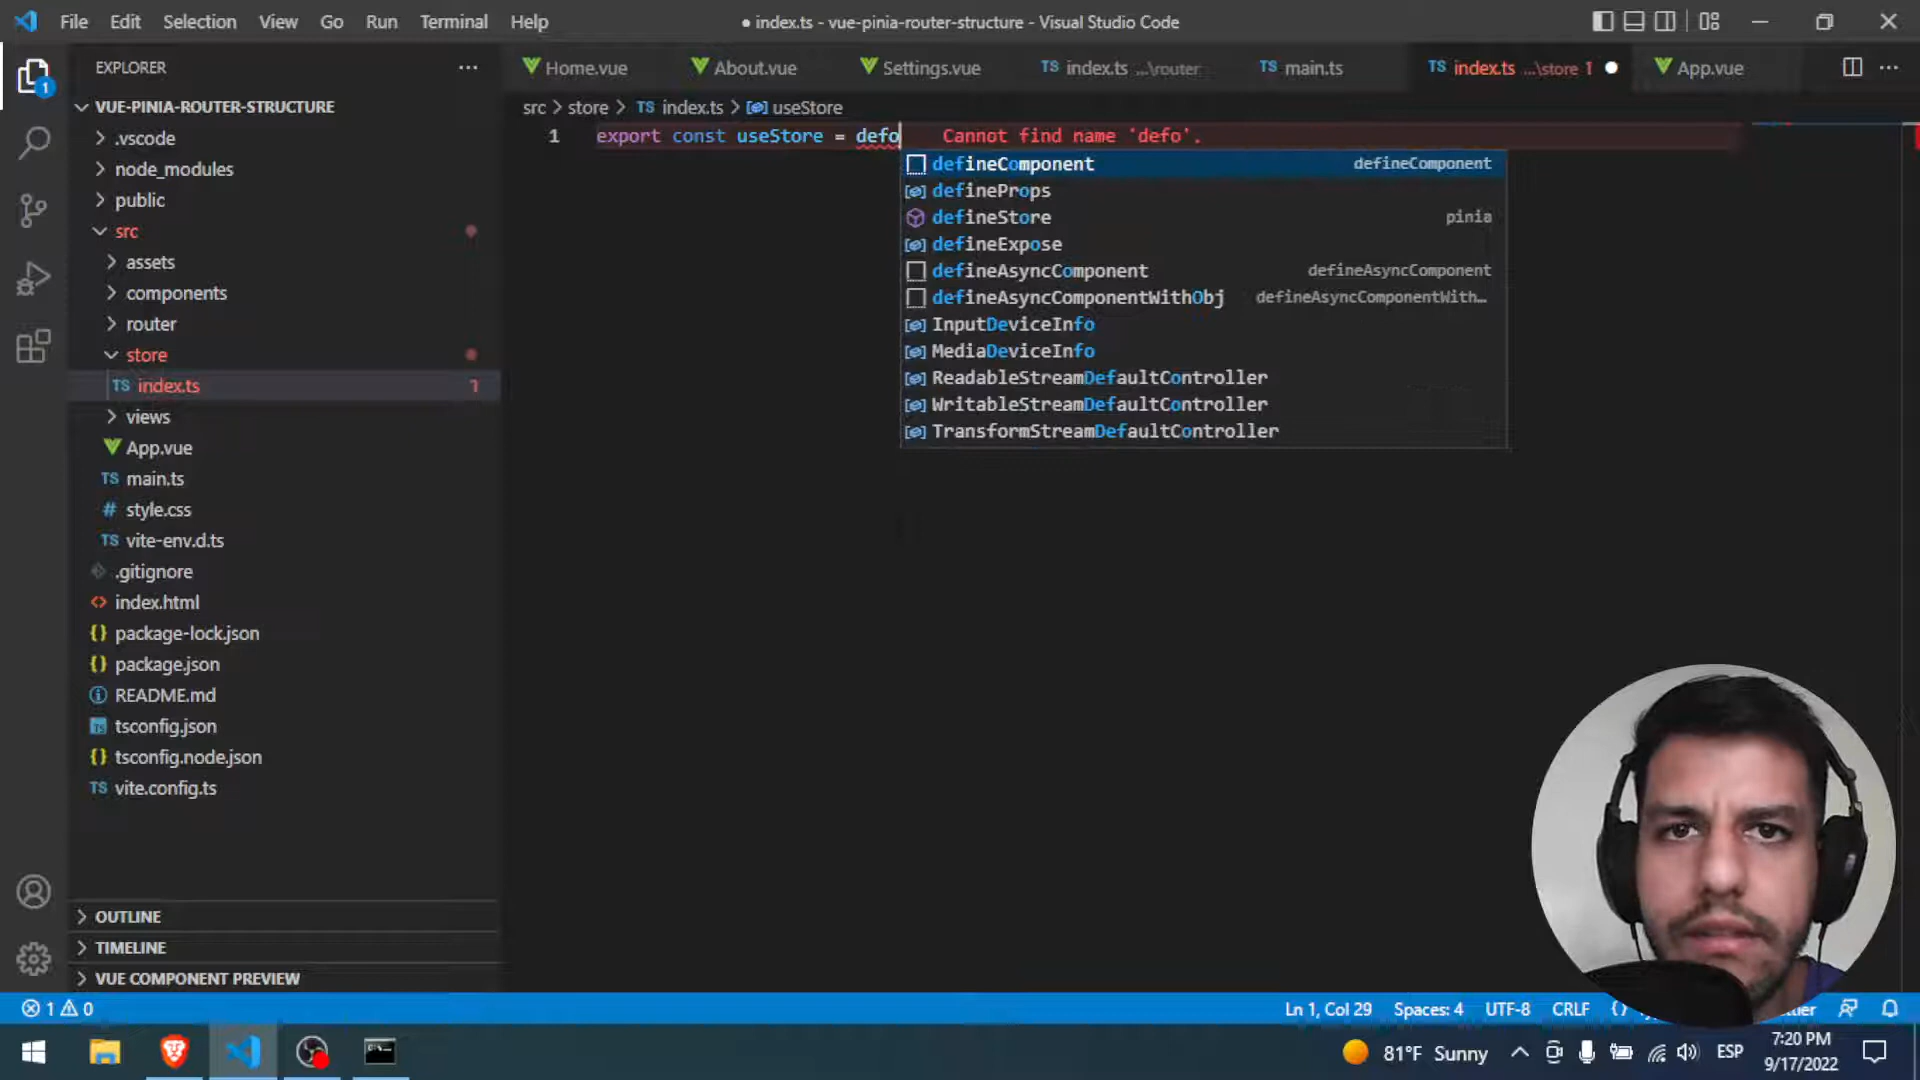 File Edit Selection View Go Run Terminal Help
● index.ts - vue-pinia-router-structure - Visual Studio Code
EXPLORER
Home.vue
About.vue
Settings.vue
TS index.ts ...\router
TS main.ts
TS index.ts ...\store 1
App.vue
VUE-PINIA-ROUTER-STRUCTURE
src > store > TS index.ts > useStore
1 export const useStore = defo Cannot find name 'defo'.
defineComponent defineComponent
defineProps
defineStore pinia
defineExpose
defineAsyncComponent defineAsyncComponent
defineAsyncComponentWithObj defineAsyncComponentWith…
InputDeviceInfo
MediaDeviceInfo
ReadableStreamDefaultController
WritableStreamDefaultController
TransformStreamDefaultController
1
.vscode
node_modules
public
src
assets
components
router
store
TS index.ts 1
views
App.vue
TS main.ts
# style.css
TS vite-env.d.ts
.gitignore
<> index.html
{} package-lock.json
{} package.json
README.md
TS tsconfig.json
{} tsconfig.node.json
TS vite.config.ts
OUTLINE
TIMELINE
VUE COMPONENT PREVIEW
1 0
Ln 1, Col 29 Spaces: 4 UTF-8 CRLF
81°F Sunny
ESP
7:20 PM
9/17/2022